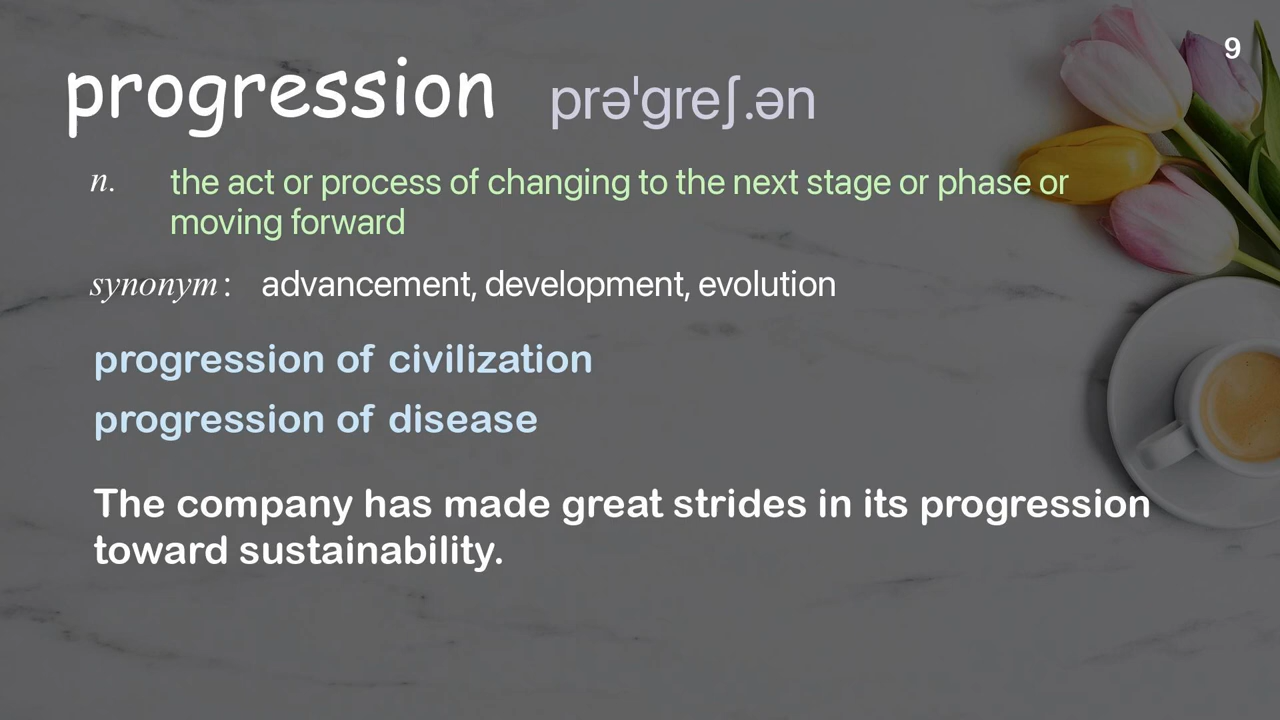 9
progression prəˈgreʃ.ən
n. the act or process of changing to the next stage or phase or
moving forward
synonym: advancement, development, evolution
progression of civilization
progression of disease
The company has made great strides in its progression
toward sustainability.